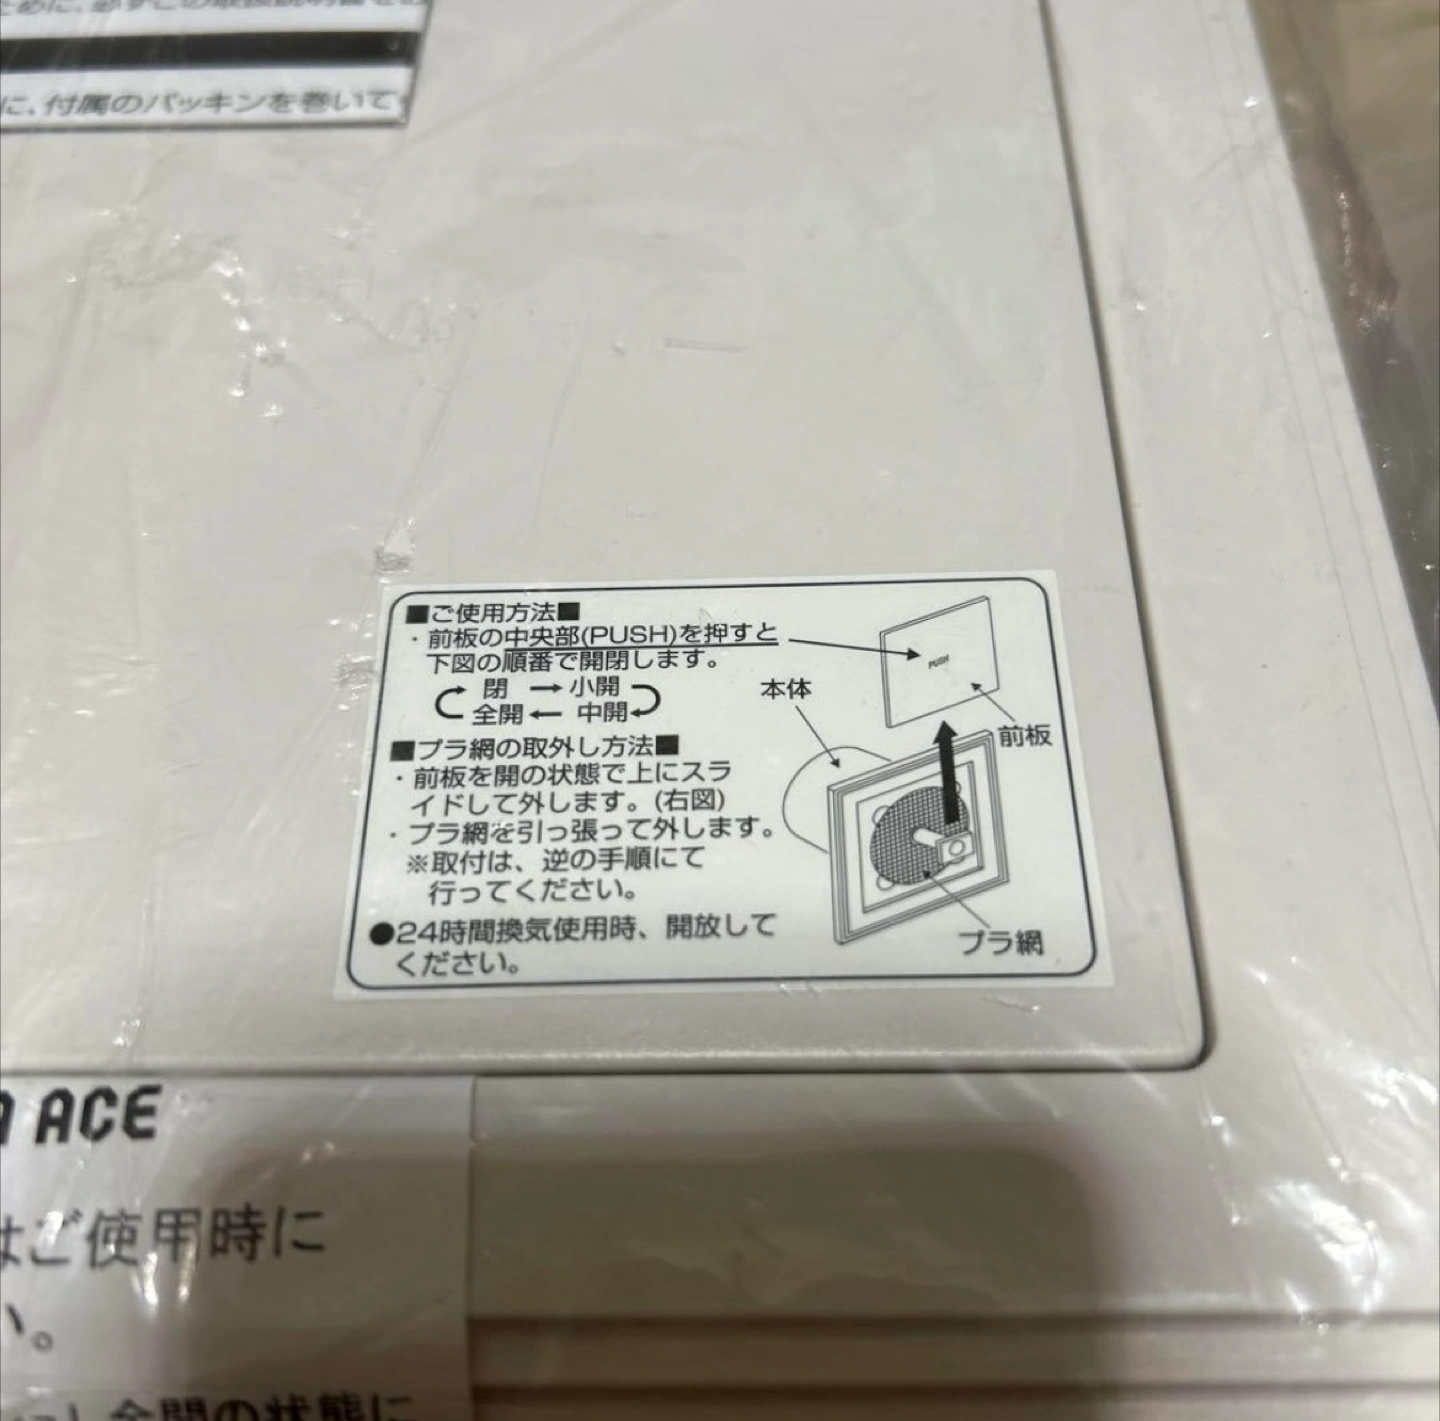 に、付属のパッキンを巻いて
■ご使用方法■
・前板の中央部(PUSH)を押すと
下図の順番で開閉します。
閉 → 小開
全開 ← 中開
■プラ網の取外し方法■
・前板を開の状態で上にスラ
イドして外します。(右図)
・プラ網を引っ張って外します。
※取付は、逆の手順にて
行ってください。
●24時間換気使用時、開放して
ください。
PUSH
本体
前板
プラ網
ACE
はご使用時に
い。
全開の状態に